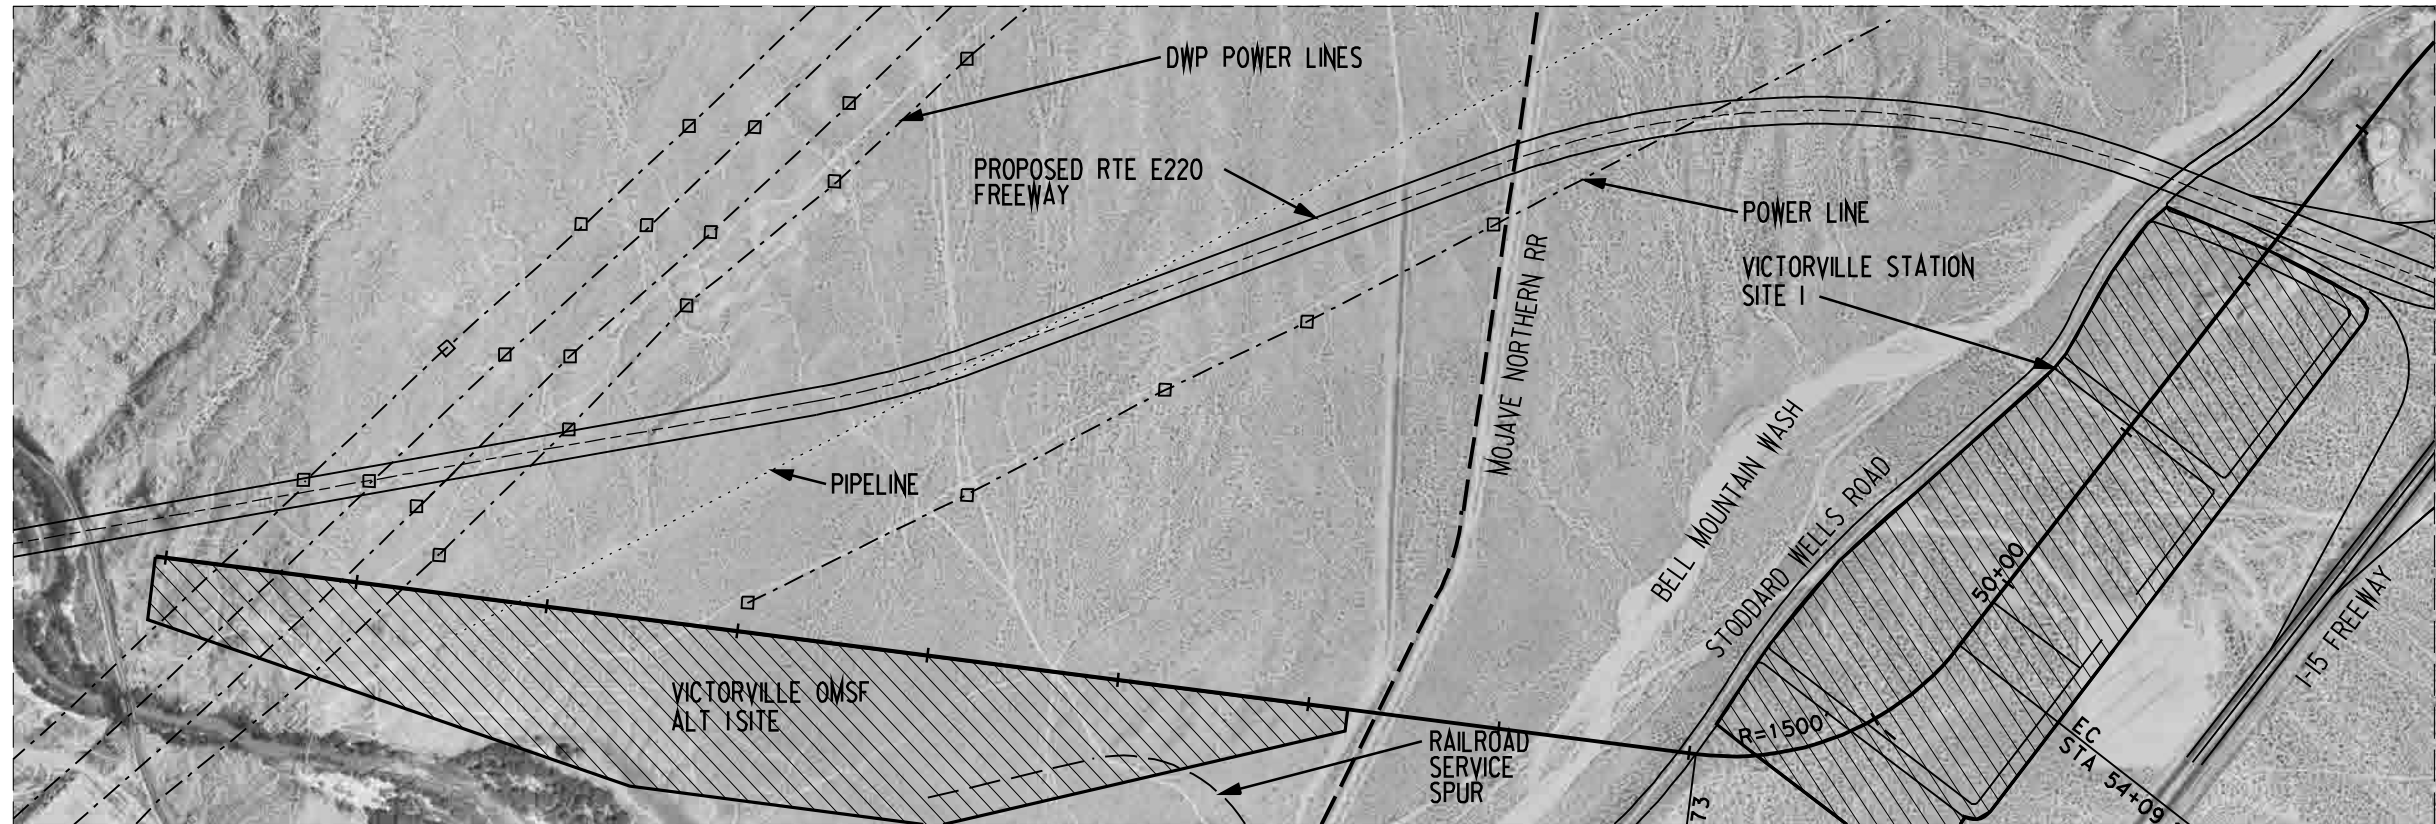 DWP POWER LINES
PROPOSED RTE E220
FREEWAY
POWER LINE
VICTORVILLE STATION
SITE 1
MOJAVE NORTHERN RR
PIPELINE
BELL MOUNTAIN WASH
STODDARD WELLS ROAD
50+00
I-15 FREEWAY
VICTORVILLE OMSF
ALT 1 SITE
R=1500'
RAILROAD
SERVICE
SPUR
EC
STA 54+09
73